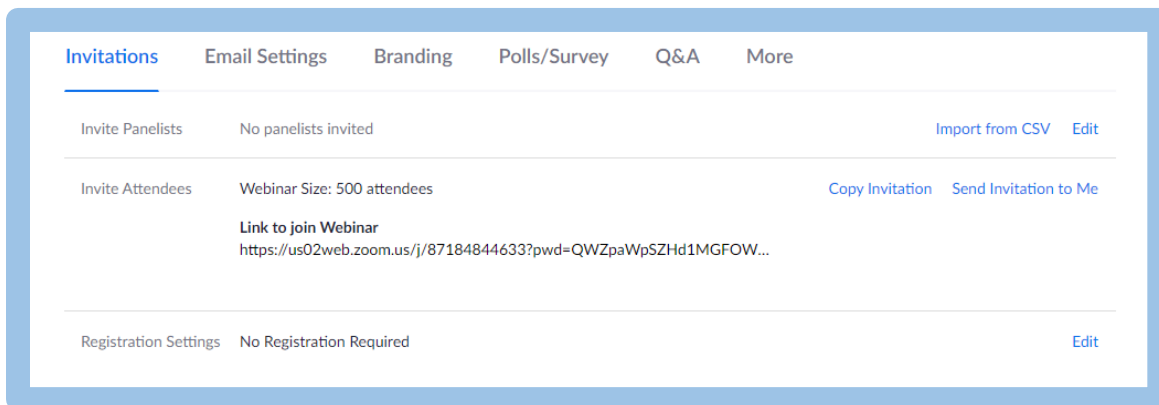 Invitations Email Settings Branding Polls/Survey Q&A More
Invite Panelists No panelists invited Import from CSV Edit
Invite Attendees Webinar Size: 500 attendees Copy Invitation Send Invitation to Me
Link to join Webinar
https://us02web.zoom.us/j/87184844633?pwd=QWZpaWpSZHd1MGFOW...
Registration Settings No Registration Required Edit